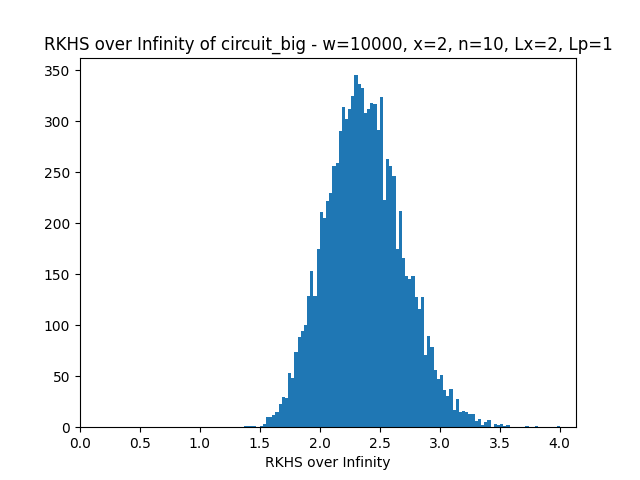 RKHS over Infinity of circuit_big - w=10000, x=2, n=10, Lx=2, Lp=1
350
300
250
200
150
100
50
0
0.0 0.5 1.0 1.5 2.0 2.5 3.0 3.5 4.0
RKHS over Infinity